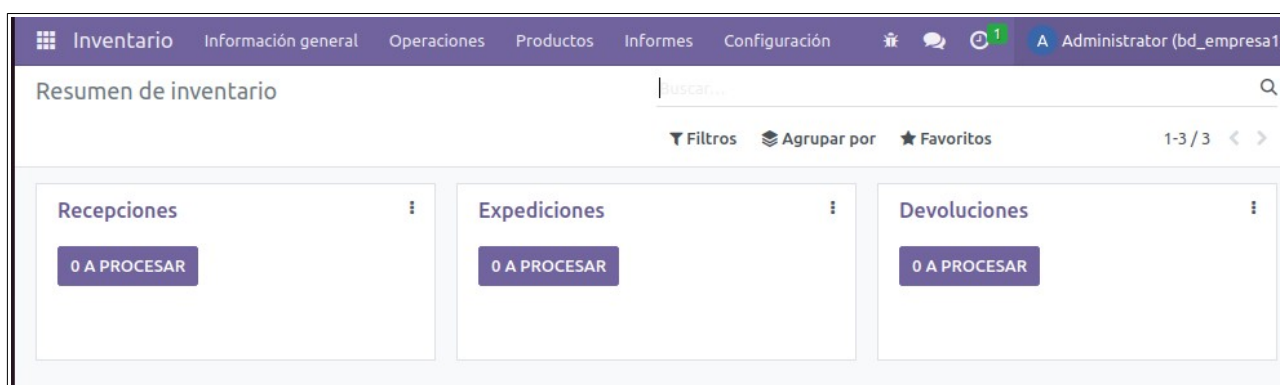 Inventario Información general Operaciones Productos Informes Configuración 1 A Administrator (bd_empresa1
Resumen de inventario Buscar...
Filtros Agrupar por Favoritos 1-3 / 3
Recepciones Expediciones Devoluciones
0 A PROCESAR 0 A PROCESAR 0 A PROCESAR